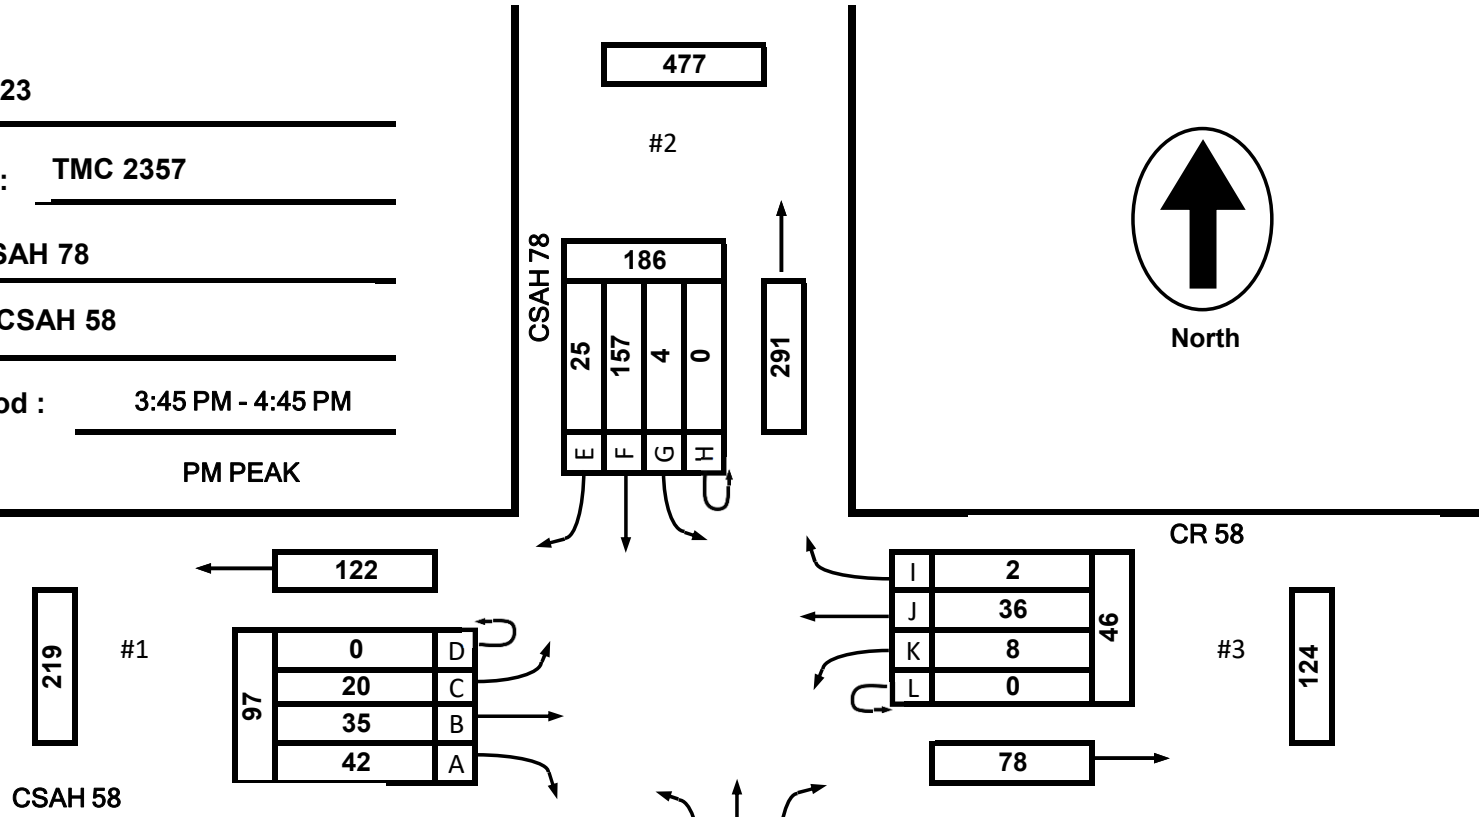 23
: TMC 2357
SAH 78
CSAH 58
od : 3:45 PM - 4:45 PM
PM PEAK
477
#2
CSAH 78
186
25 157 4 0
E F G H
291
North
CR 58
122
219
#1
97
0 D
20 C
35 B
42 A
CSAH 58
I 2
J 36
K 8
L 0
46
#3
124
78